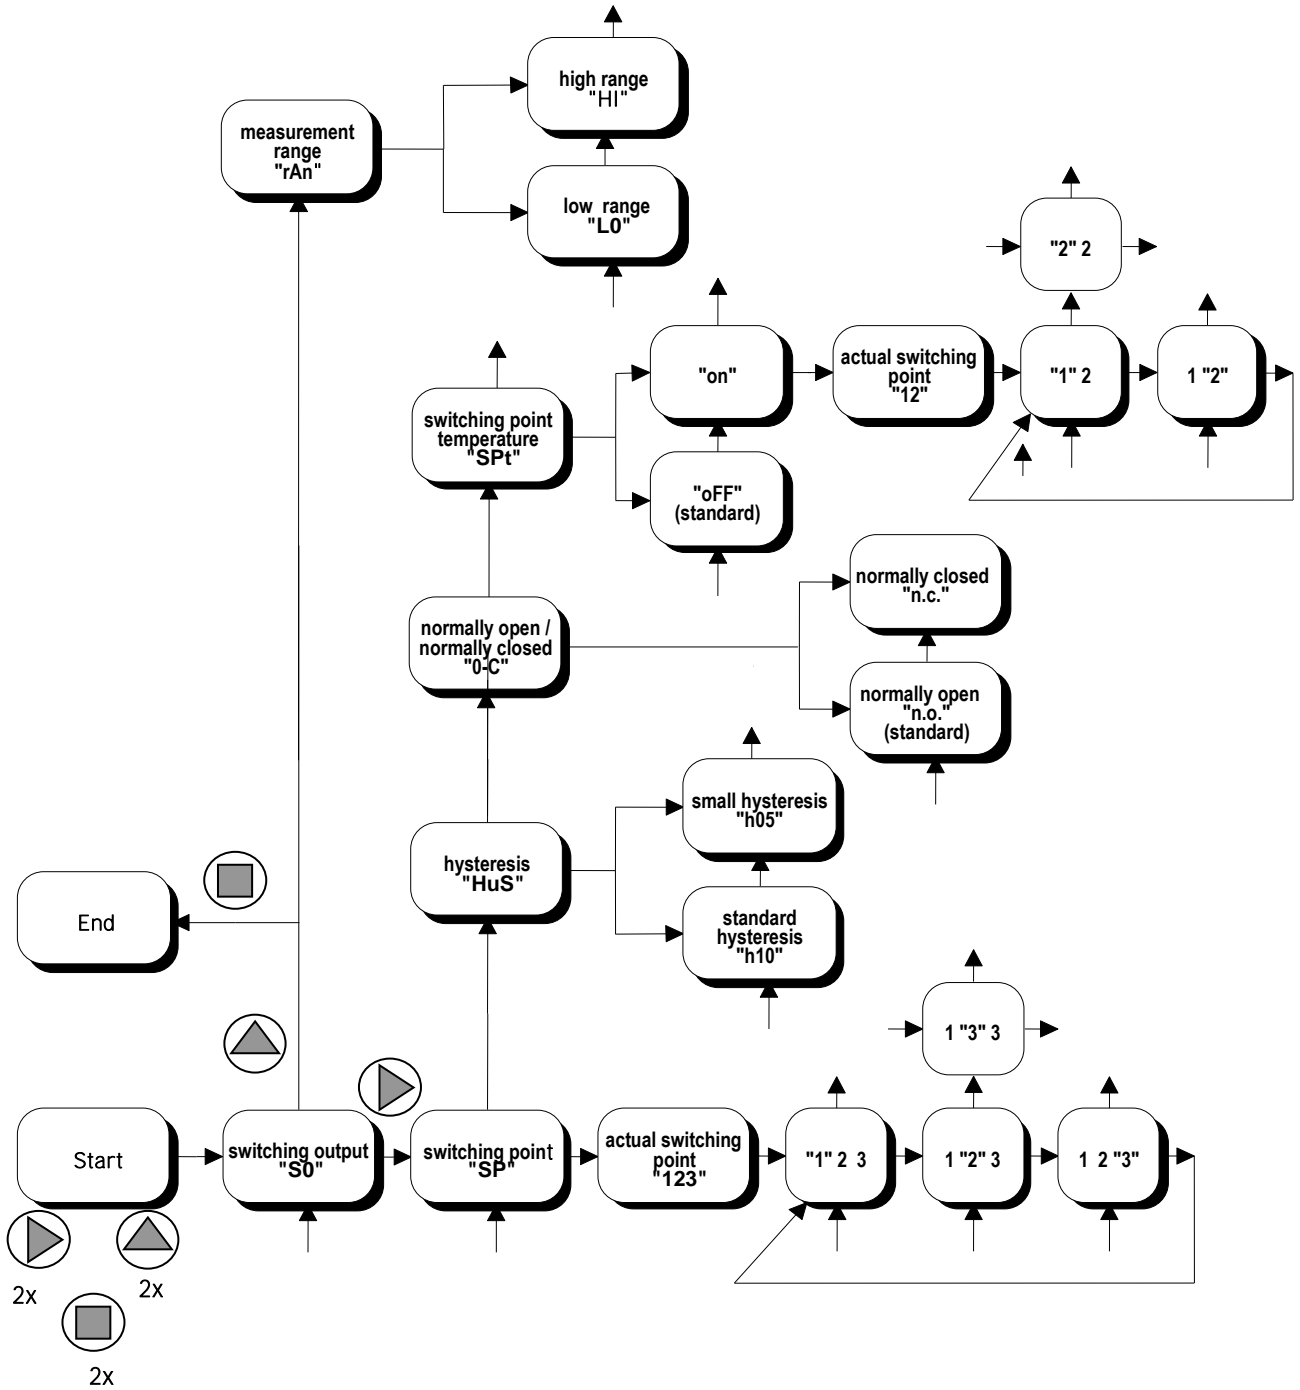 high range
"HI"
measurement
range
"rAn"
low range
"L0"
"2" 2
"on"
actual switching
point
"12"
"1" 2
1 "2"
switching point
temperature
"SPt"
"oFF"
(standard)
normally closed
"n.c."
normally open /
normally closed
"0-C"
normally open
"n.o."
(standard)
small hysteresis
"h05"
hysteresis
"HuS"
standard
hysteresis
"h10"
End
1 "3" 3
Start
switching output
"S0"
switching point
"SP"
actual switching
point
"123"
"1" 2 3
1 "2" 3
1 2 "3"
2x
2x
2x